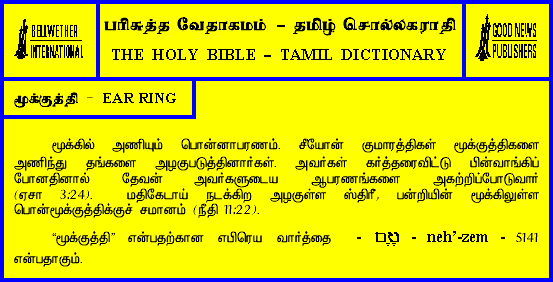 BELLWETHER
INTERNATIONAL
பரிசுத்த வேதாகமம் – தமிழ் சொல்லகராதி
THE HOLY BIBLE – TAMIL DICTIONARY
GOOD NEWS
PUBLISHERS
மூக்குத்தி – EAR RING
மூக்கில் அணியும் பொன்னாபரணம். சீயோன் குமாரத்திகள் மூக்குத்திகளை
அணிந்து தங்களை அழகுபடுத்தினார்கள். அவர்கள் கர்த்தரைவிட்டு பின்வாங்கிப்
போனதினால் தேவன் அவர்களுடைய ஆபரணங்களை அகற்றிப்போடுவார்
(ஏசா 3:24). மதிகேடாய் நடக்கிற அழகுள்ள ஸ்திரீ, பன்றியின் மூக்கிலுள்ள
பொன்மூக்குத்திக்குச் சமானம் (நீதி 11:22).
“மூக்குத்தி” என்பதற்கான எபிரெய வார்த்தை - - neh’-zem - 5141
என்பதாகும்.